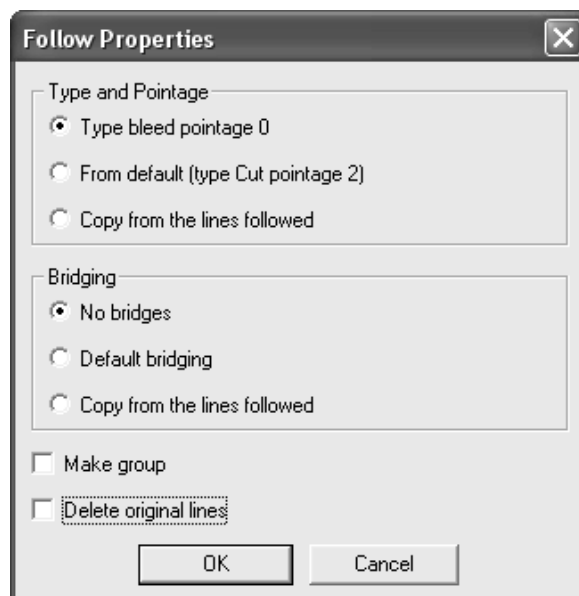 Follow Properties
Type and Pointage
Type bleed pointage 0
From default (type Cut pointage 2)
Copy from the lines followed
Bridging
No bridges
Default bridging
Copy from the lines followed
Make group
Delete original lines
OK
Cancel